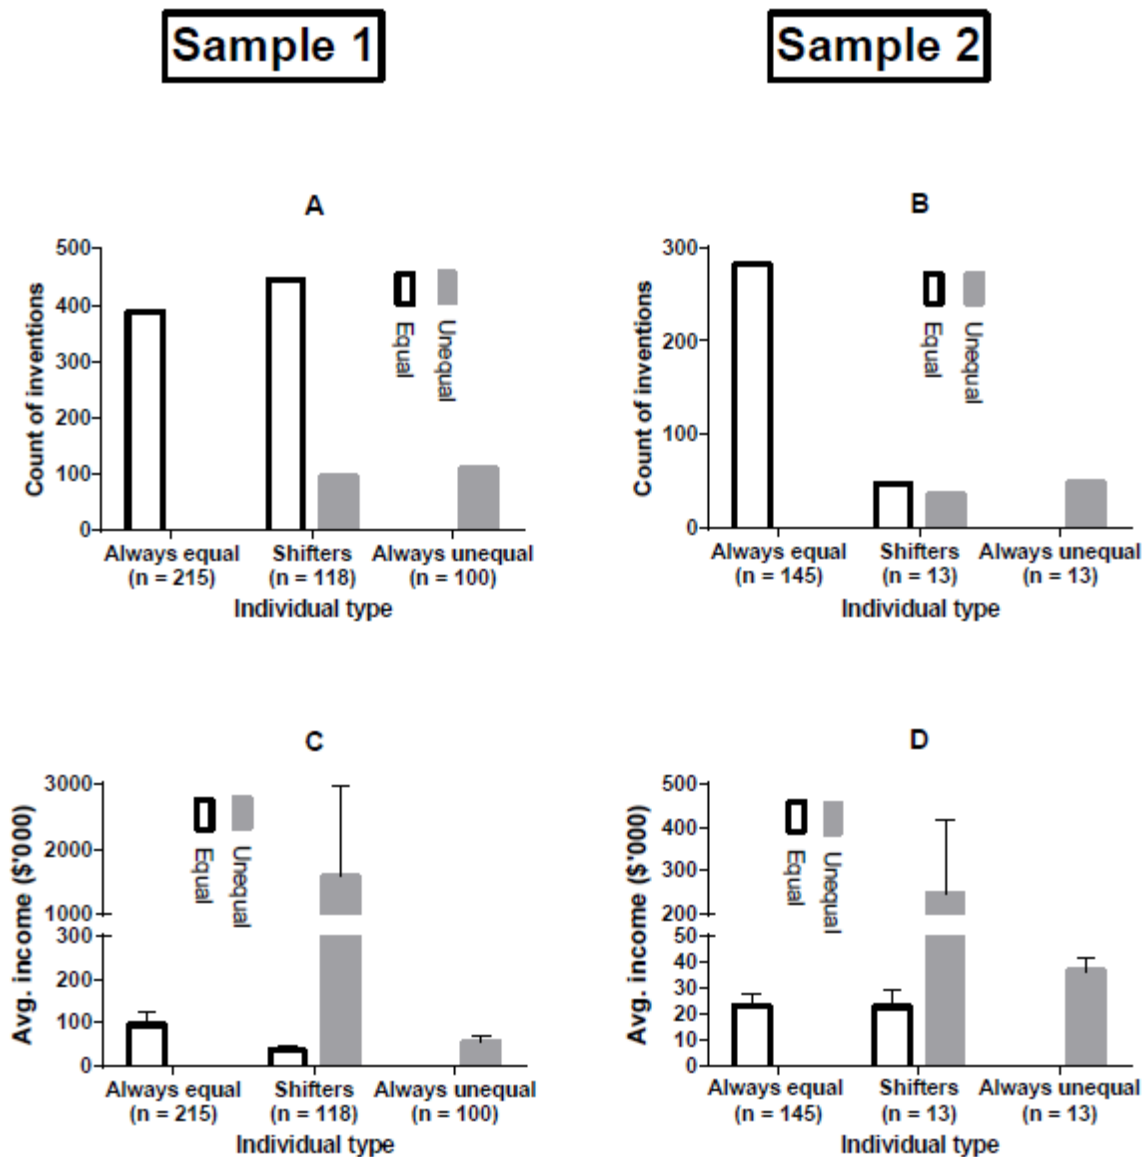 Sample 1
Sample 2
A
Count of inventions
500
400
300
200
100
0
Equal
Unequal
Always equal
(n = 215)
Shifters
(n = 118)
Always unequal
(n = 100)
Individual type
B
Count of inventions
300
200
100
0
Equal
Unequal
Always equal
(n = 145)
Shifters
(n = 13)
Always unequal
(n = 13)
Individual type
C
Avg. income ($'000)
3000
2000
1000
300
200
100
0
Equal
Unequal
Always equal
(n = 215)
Shifters
(n = 118)
Always unequal
(n = 100)
Individual type
D
Avg. income ($'000)
500
400
300
200
50
40
30
20
10
0
Equal
Unequal
Always equal
(n = 145)
Shifters
(n = 13)
Always unequal
(n = 13)
Individual type